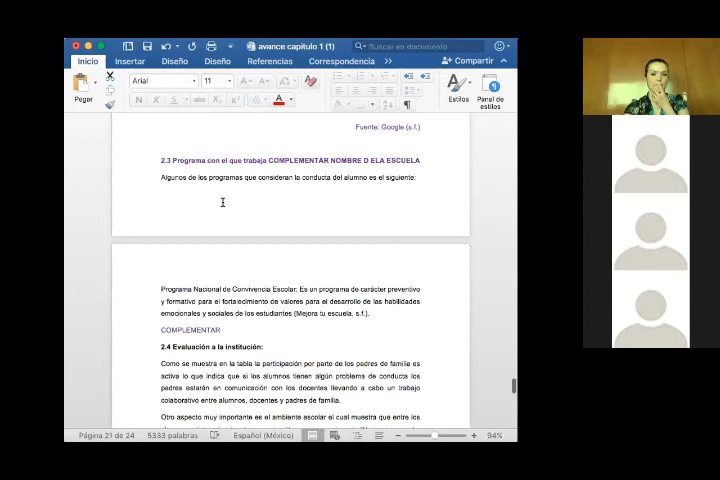 avance capitulo 1 (1)
Buscar en documento
Inicio Insertar Diseño Diseño Referencias Correspondencia Compartir
Pegar
Arial 11
N K S abe X₂ X²
A
Estilos
Panel de estilos
Fuente: Google (s.f.)
2.3 Programa con el que trabaja COMPLEMENTAR NOMBRE D ELA ESCUELA
Algunos de los programas que consideran la conducta del alumno es el siguiente:
Programa Nacional de Convivencia Escolar: Es un programa de carácter preventivo
y formativo para el fortalecimiento de valores para el desarrollo de las habilidades
emocionales y sociales de los estudiantes (Mejora tu escuela, s.f.).
COMPLEMENTAR
2.4 Evaluación a la institución:
Como se muestra en la tabla la participación por parte de los padres de familia es
activa lo que indica que si los alumnos tienen algún problema de conducta los
padres estarán en comunicación con los docentes llevando a cabo un trabajo
colaborativo entre alumnos, docentes y padres de familia.
Otro aspecto muy importante es el ambiente escolar el cual muestra que entre los
Página 21 de 24 5333 palabras Español (México) 94%